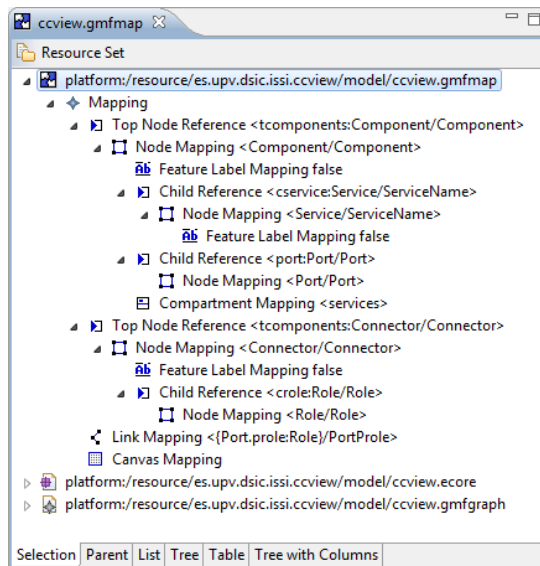 ccview.gmfmap
Resource Set
platform:/resource/es.upv.dsic.issi.ccview/model/ccview.gmfmap
Mapping
Top Node Reference <tcomponents:Component/Component>
Node Mapping <Component/Component>
Ab Feature Label Mapping false
Child Reference <cservice:Service/ServiceName>
Node Mapping <Service/ServiceName>
Ab Feature Label Mapping false
Child Reference <port:Port/Port>
Node Mapping <Port/Port>
Compartment Mapping <services>
Top Node Reference <tcomponents:Connector/Connector>
Node Mapping <Connector/Connector>
Ab Feature Label Mapping false
Child Reference <crole:Role/Role>
Node Mapping <Role/Role>
Link Mapping <{Port.prole:Role}/PortProle>
Canvas Mapping
platform:/resource/es.upv.dsic.issi.ccview/model/ccview.ecore
platform:/resource/es.upv.dsic.issi.ccview/model/ccview.gmfgraph
Selection Parent List Tree Table Tree with Columns